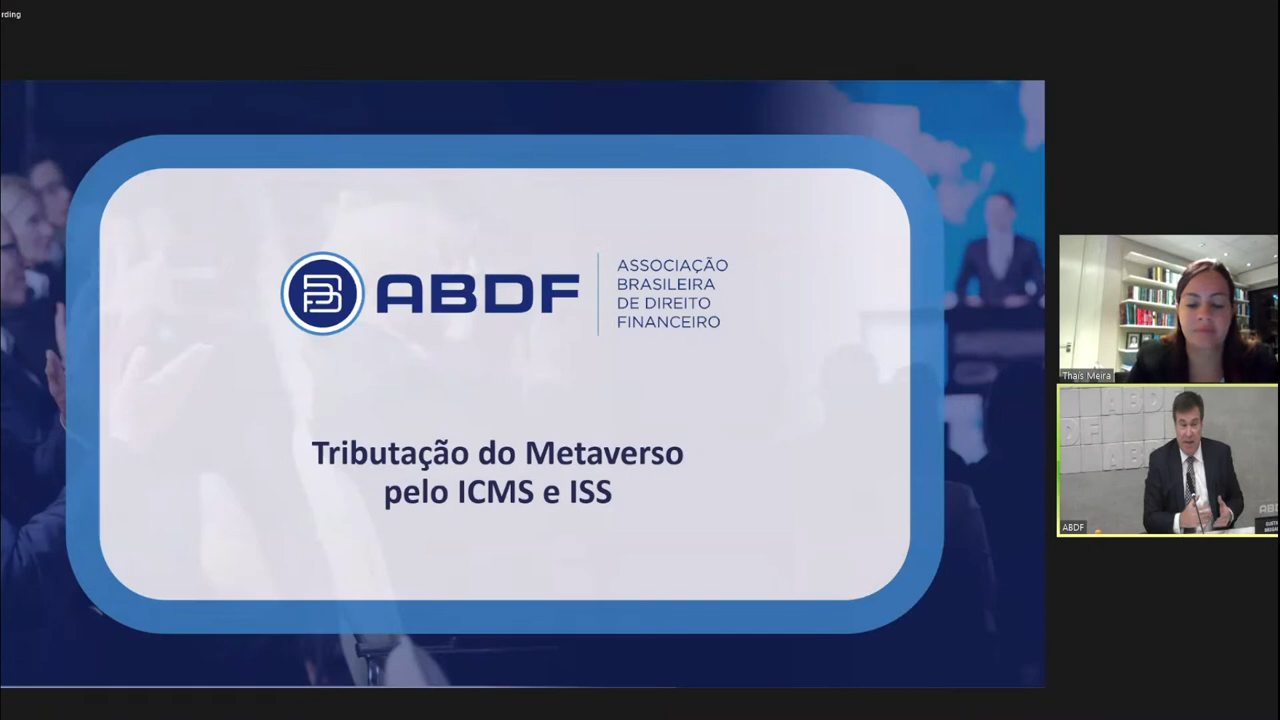 rding
ABDF
ASSOCIAÇÃO
BRASILEIRA
DE DIREITO
FINANCEIRO
Tributação do Metaverso
pelo ICMS e ISS
Thais Meira
ABDF